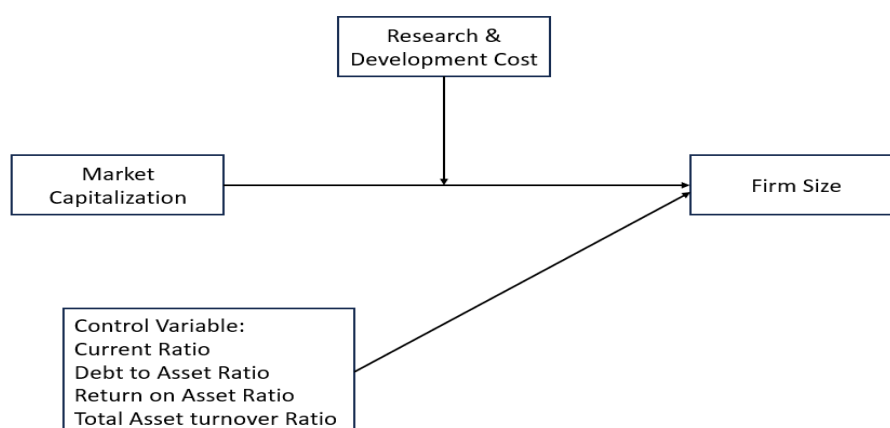 Research &
Development Cost
Market
Capitalization
Firm Size
Control Variable:
Current Ratio
Debt to Asset Ratio
Return on Asset Ratio
Total Asset turnover Ratio